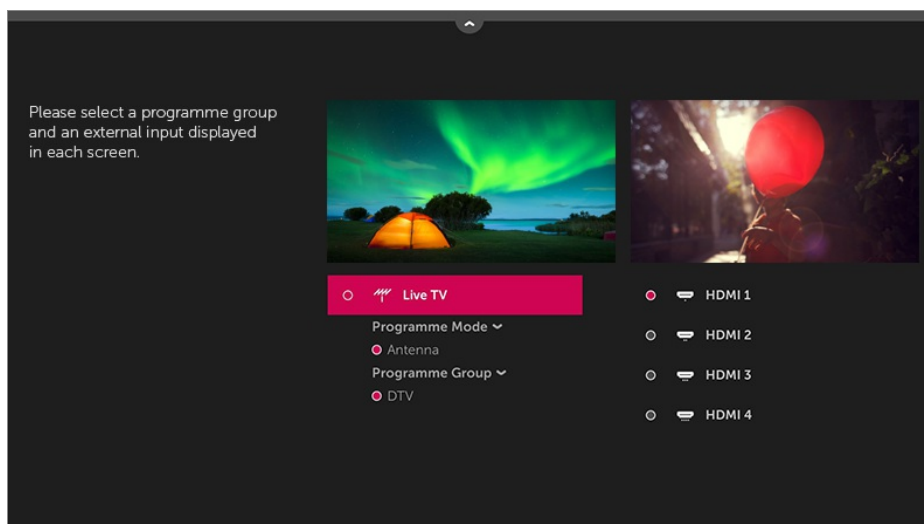 Please select a programme group
and an external input displayed
in each screen.
Live TV
Programme Mode
Antenna
Programme Group
DTV
HDMI 1
HDMI 2
HDMI 3
HDMI 4